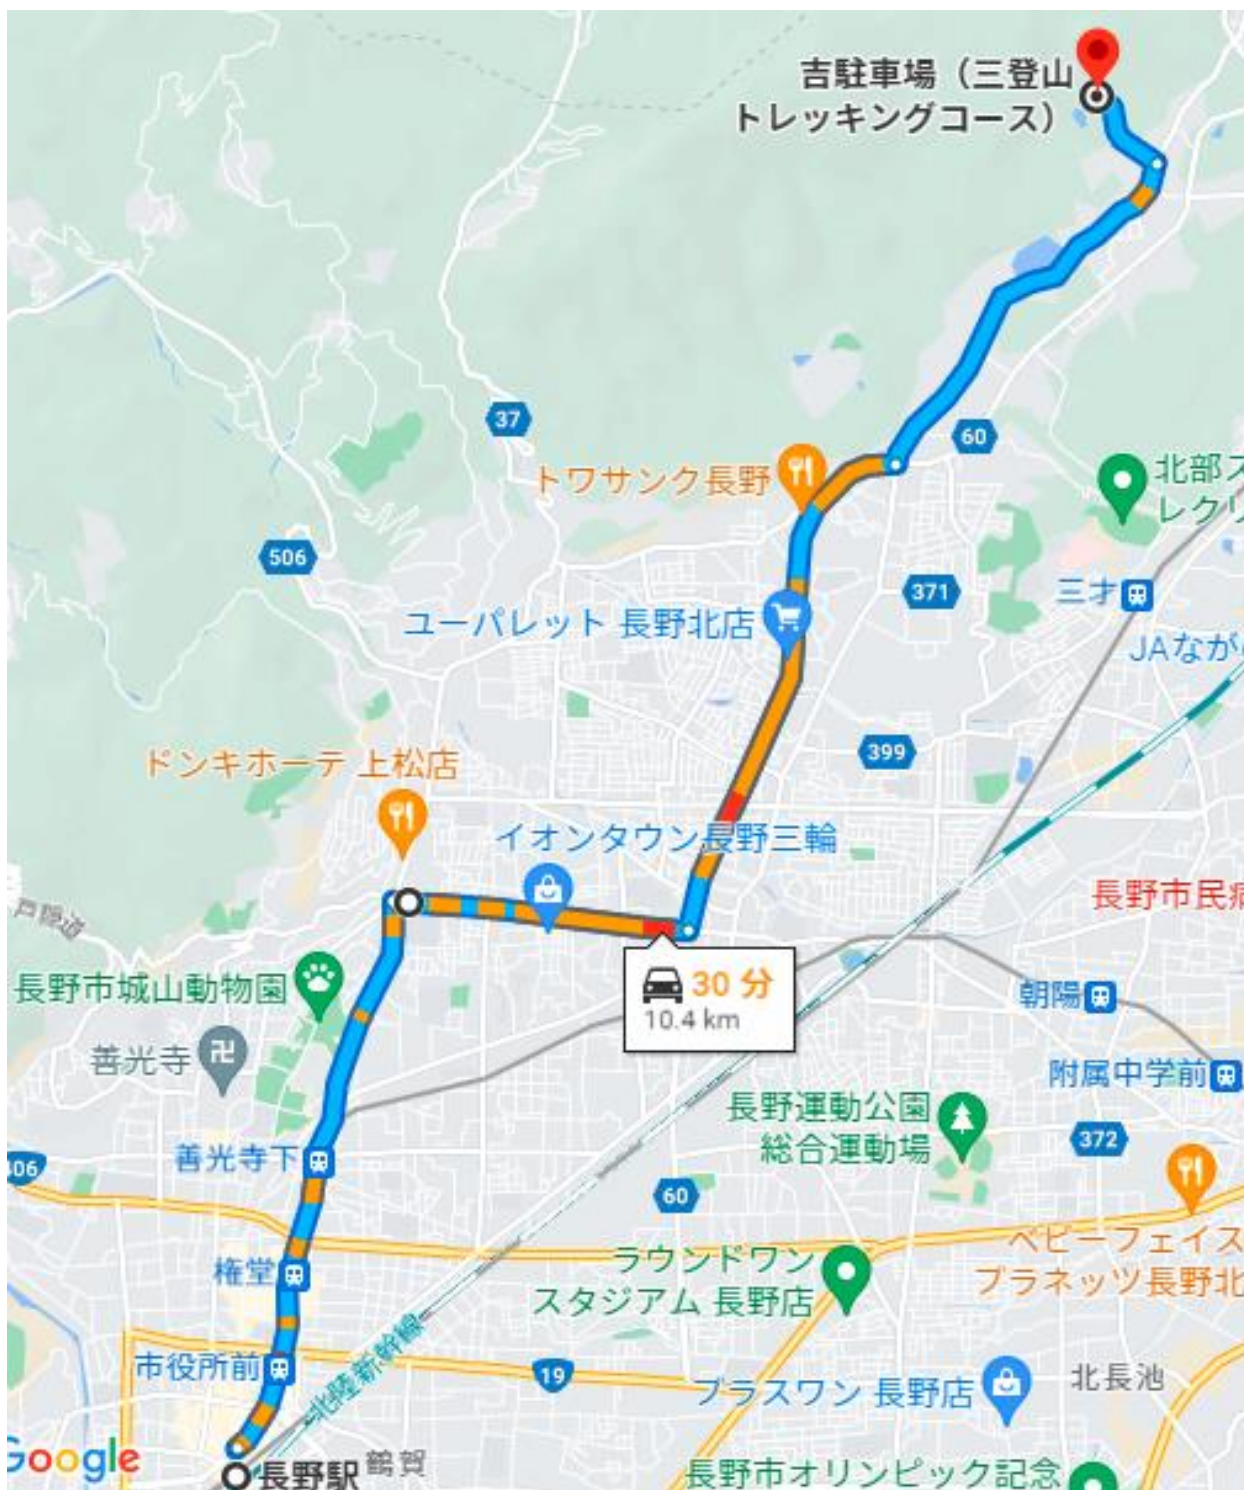 吉駐車場（三登山
トレッキングコース）
37
60
トワサンク長野
北部ス
レクリ
506
371
三才
ユーパレット 長野北店
JAなが
399
ドンキホーテ 上松店
イオンタウン長野三輪
戸隠道
長野市民病
30 分
10.4 km
長野市城山動物園
朝陽
善光寺
附属中学前
長野運動公園
総合運動場
372
善光寺下
406
60
権堂
ラウンドワン
スタジアム 長野店
ベビーフェイス
プラネッツ長野北
北陸新幹線
市役所前
19
プラスワン 長野店
北長池
Google
長野駅
鶴賀
長野市オリンピック記念